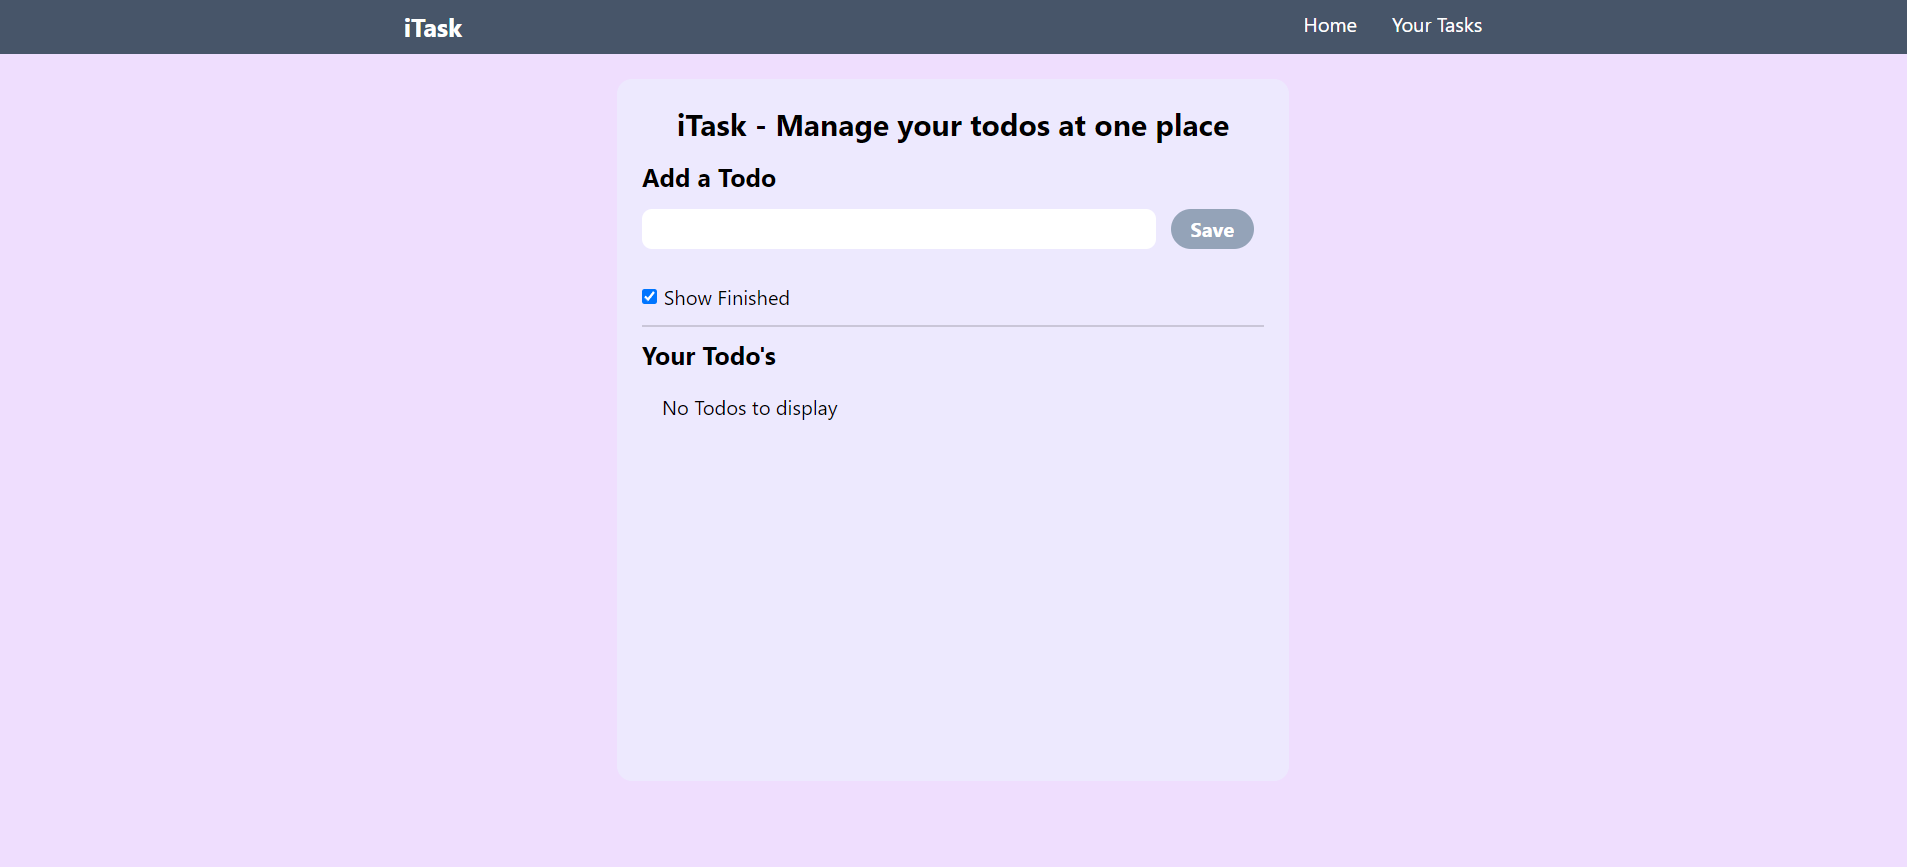 iTask
Home
Your Tasks
iTask - Manage your todos at one place
Add a Todo
Save
Show Finished
Your Todo's
No Todos to display